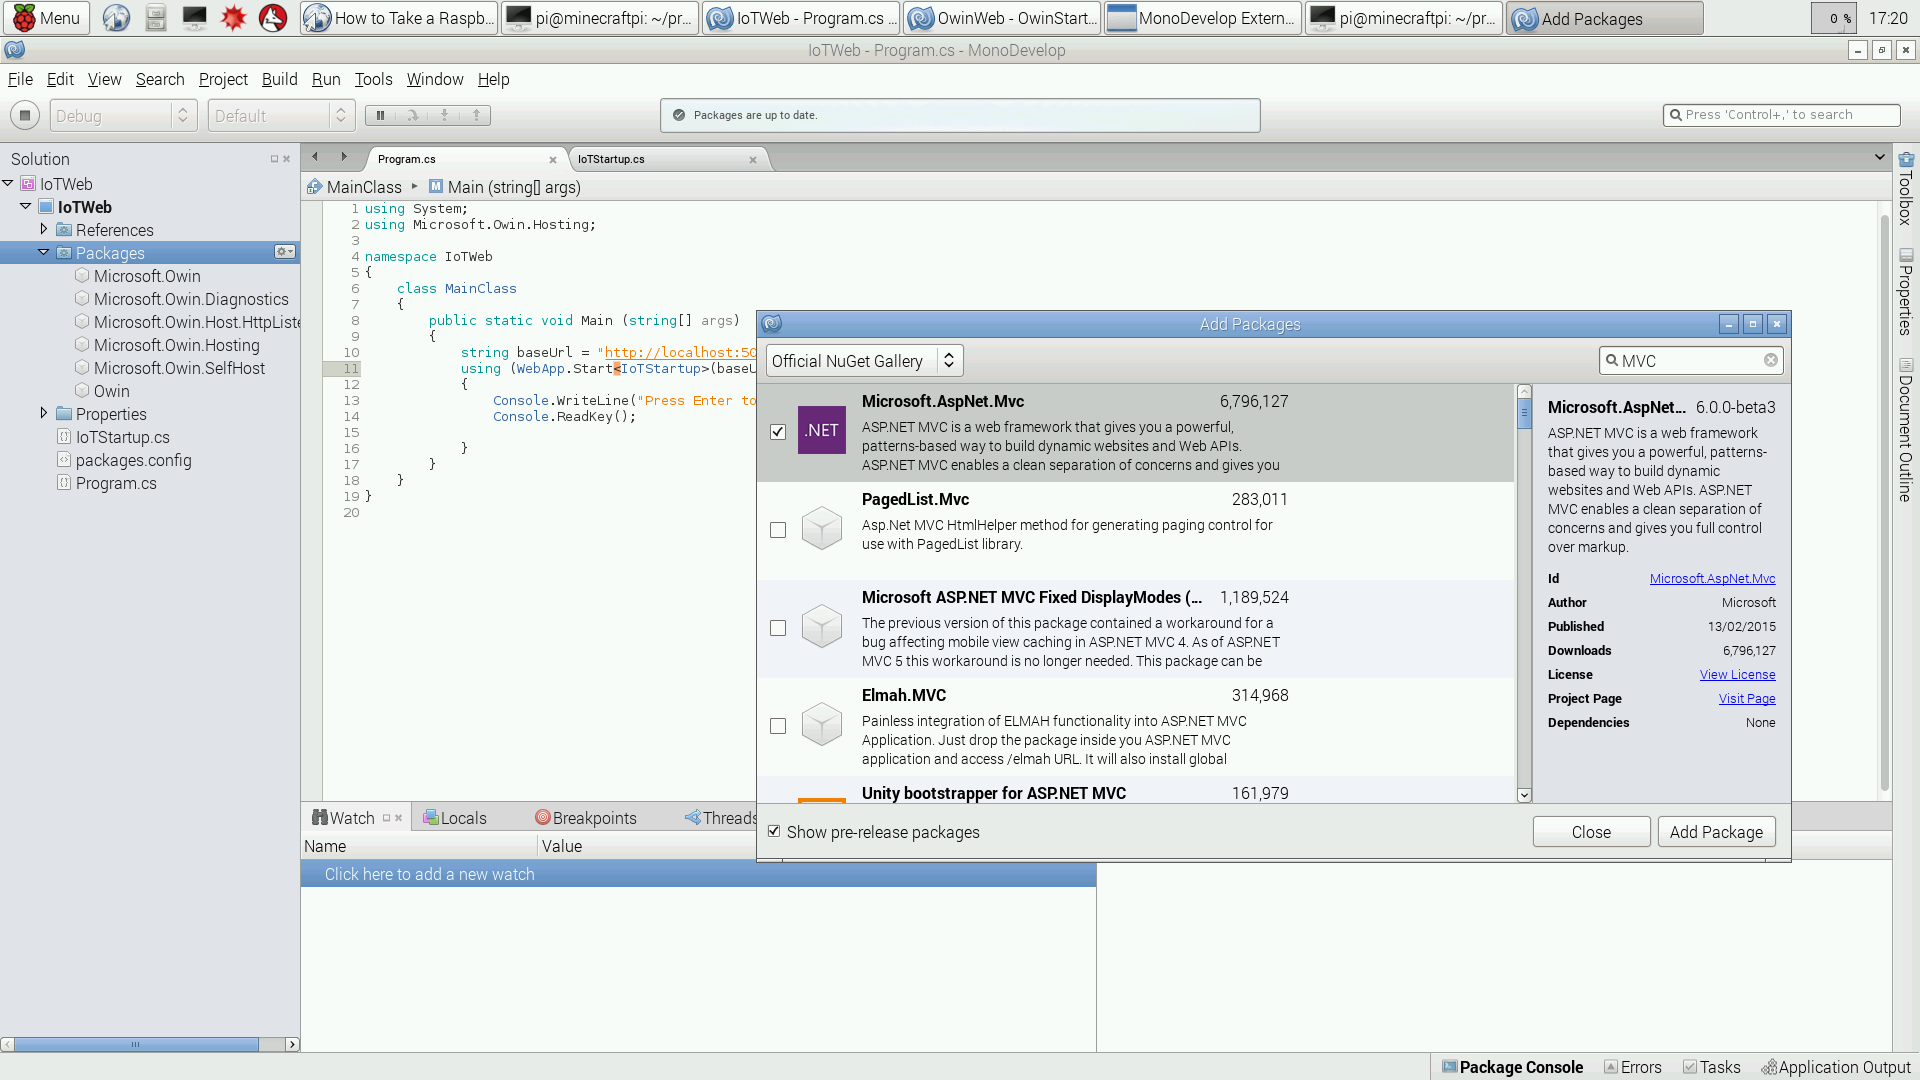 Menu
How to Take a Raspb...
pi@minecraftpi: ~/pr...
IoTWeb - Program.cs ...
OwinWeb - OwinStart...
MonoDevelop Extern...
pi@minecraftpi: ~/pr...
Add Packages
0 %
17:20
IoTWeb - Program.cs - MonoDevelop
File Edit View Search Project Build Run Tools Window Help
Debug
Default
Packages are up to date.
Press 'Control+,' to search
Solution
IoTWeb
IoTWeb
References
Packages
Microsoft.Owin
Microsoft.Owin.Diagnostics
Microsoft.Owin.Host.HttpListe
Microsoft.Owin.Hosting
Microsoft.Owin.SelfHost
Owin
Properties
IoTStartup.cs
packages.config
Program.cs
Program.cs
IoTStartup.cs
MainClass
M Main (string[] args)
1 using System;
2 using Microsoft.Owin.Hosting;
3
4 namespace IoTWeb
5 {
6 class MainClass
7 {
8 public static void Main (string[] args)
9 {
10 string baseUrl = "http://localhost:50
11 using (WebApp.Start<IoTStartup>(baseU
12 {
13 Console.WriteLine("Press Enter to
14 Console.ReadKey();
15
16 }
17 }
18 }
19 }
20
Toolbox
Properties
Document Outline
Add Packages
Official NuGet Gallery
MVC
Microsoft.AspNet.Mvc 6,796,127
.NET
ASP.NET MVC is a web framework that gives you a powerful,
patterns-based way to build dynamic websites and Web APIs.
ASP.NET MVC enables a clean separation of concerns and gives you
PagedList.Mvc 283,011
Asp.Net MVC HtmlHelper method for generating paging control for
use with PagedList library.
Microsoft ASP.NET MVC Fixed DisplayModes (... 1,189,524
The previous version of this package contained a workaround for a
bug affecting mobile view caching in ASP.NET MVC 4. As of ASP.NET
MVC 5 this workaround is no longer needed. This package can be
Elmah.MVC 314,968
Painless integration of ELMAH functionality into ASP.NET MVC
Application. Just drop the package inside you ASP.NET MVC
application and access /elmah URL. It will also install global
Unity bootstrapper for ASP.NET MVC 161,979
Microsoft.AspNet... 6.0.0-beta3
ASP.NET MVC is a web framework
that gives you a powerful, patterns-
based way to build dynamic
websites and Web APIs. ASP.NET
MVC enables a clean separation of
concerns and gives you full control
over markup.
Id Microsoft.AspNet.Mvc
Author Microsoft
Published 13/02/2015
Downloads 6,796,127
License View License
Project Page Visit Page
Dependencies None
Show pre-release packages
Close
Add Package
Watch
Locals
Breakpoints
Threads
Name
Value
Click here to add a new watch
Package Console
Errors
Tasks
Application Output